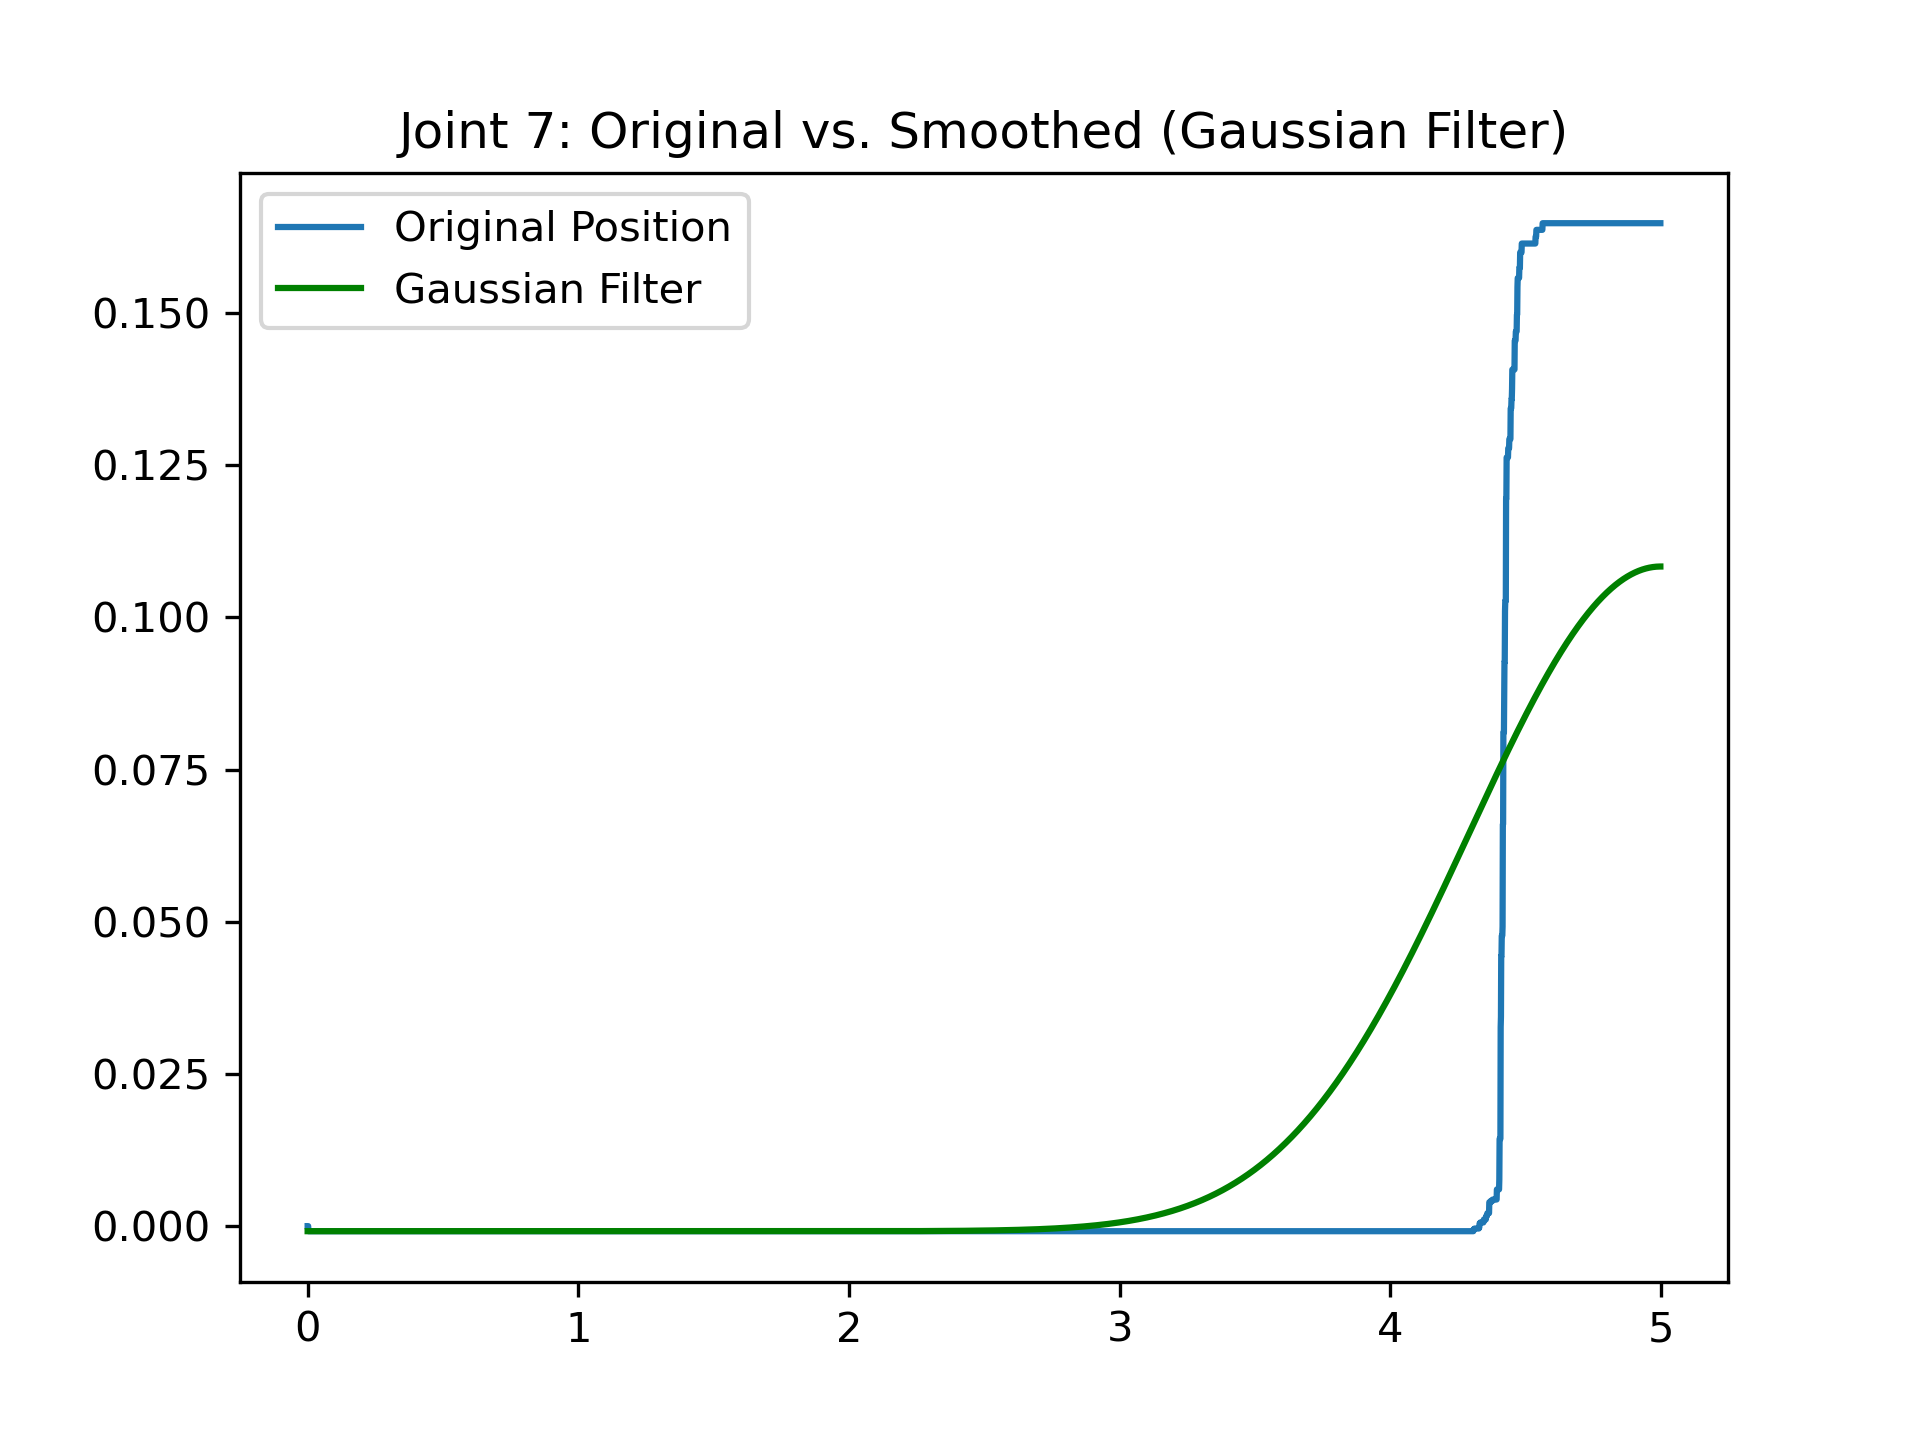 Joint 7: Original vs. Smoothed (Gaussian Filter)
Original Position
Gaussian Filter
0.150
0.125
0.100
0.075
0.050
0.025
0.000
0 1 2 3 4 5